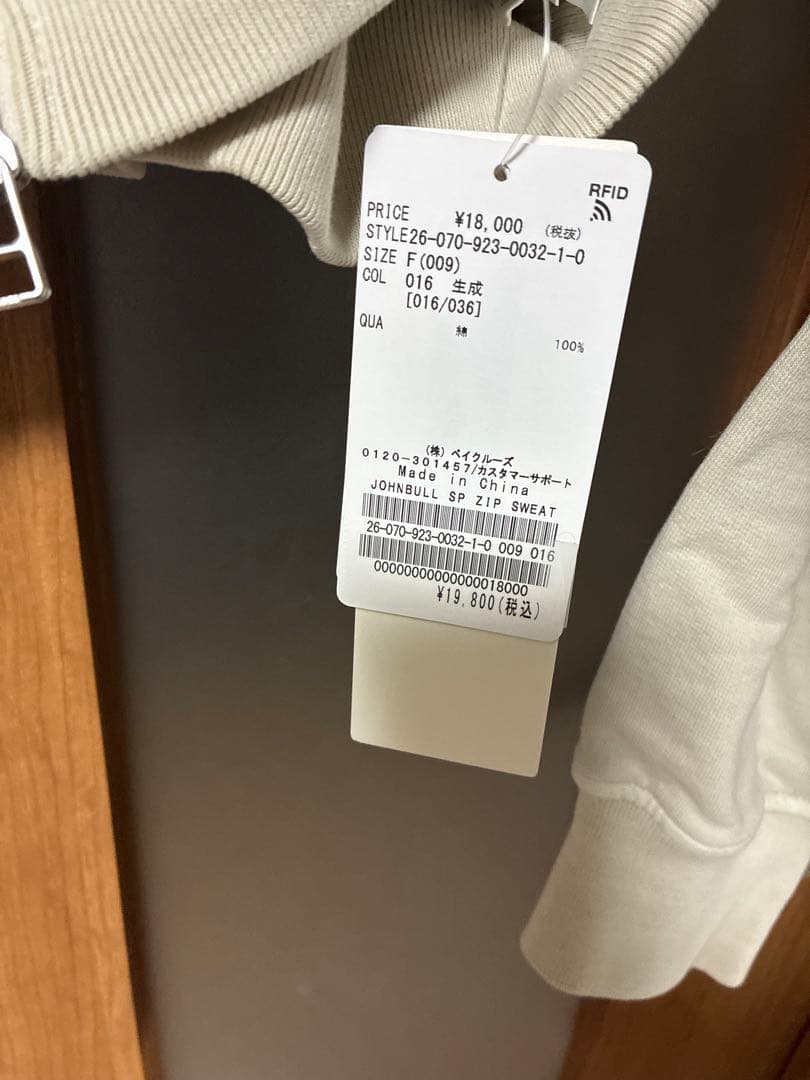 RFID
PRICE ¥18,000 (税抜)
STYLE26-070-923-0032-1-0
SIZE F(009)
COL 016 生成
[016/036]
QUA 綿 100%
(株) ベイクルーズ
0120-301457/カスタマーサポート
Made in China
JOHNBULL SP ZIP SWEAT
26-070-923-0032-1-0 009 016
00000000000000018000
¥19,800(税込)